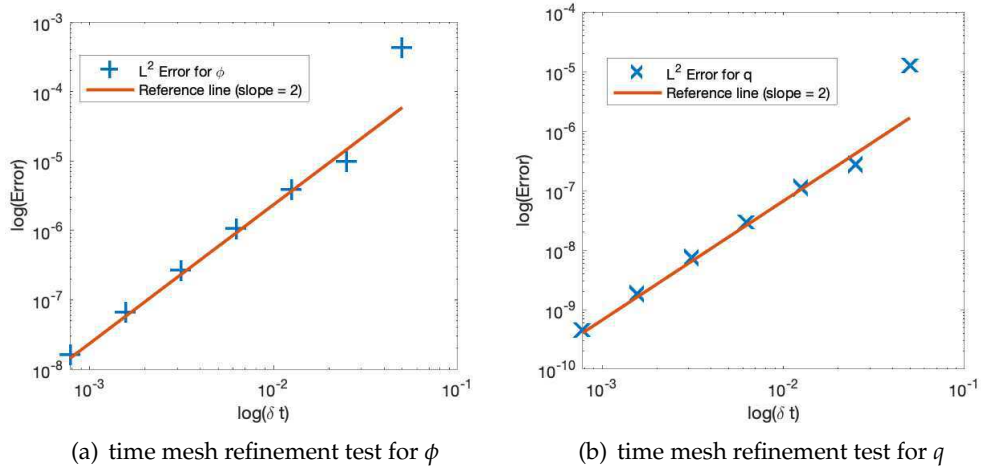 10⁻³
L² Error for ϕ
Reference line (slope = 2)
10⁻⁴
10⁻⁵
10⁻⁶
10⁻⁷
10⁻⁸
log(Error)
10⁻³ 10⁻² 10⁻¹
log(δ t)
(a) time mesh refinement test for ϕ
10⁻⁴
L² Error for q
Reference line (slope = 2)
10⁻⁵
10⁻⁶
10⁻⁷
10⁻⁸
10⁻⁹
10⁻¹⁰
log(Error)
10⁻³ 10⁻² 10⁻¹
log(δ t)
(b) time mesh refinement test for q